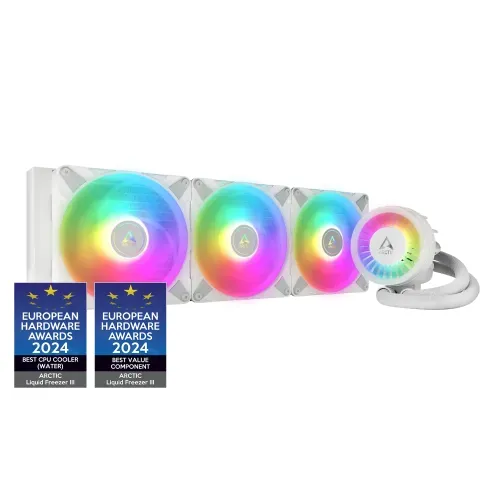 EUROPEAN
HARDWARE
AWARDS
2024
BEST CPU COOLER
(WATER)
ARCTIC
Liquid Freezer III
EUROPEAN
HARDWARE
AWARDS
2024
BEST VALUE
COMPONENT
ARCTIC
Liquid Freezer III